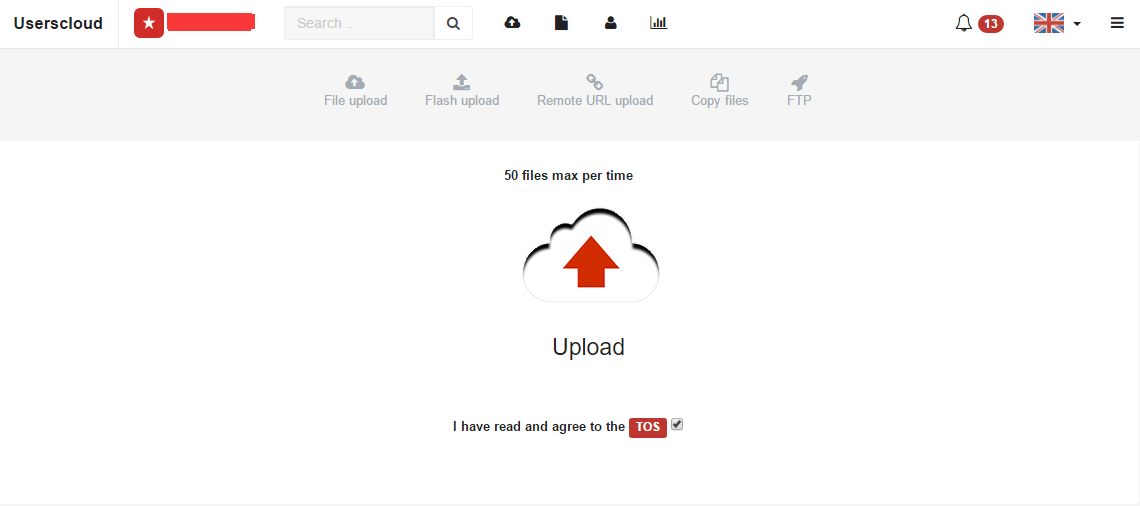 Userscloud
Search ..
13
File upload
Flash upload
Remote URL upload
Copy files
FTP
50 files max per time
Upload
I have read and agree to the TOS